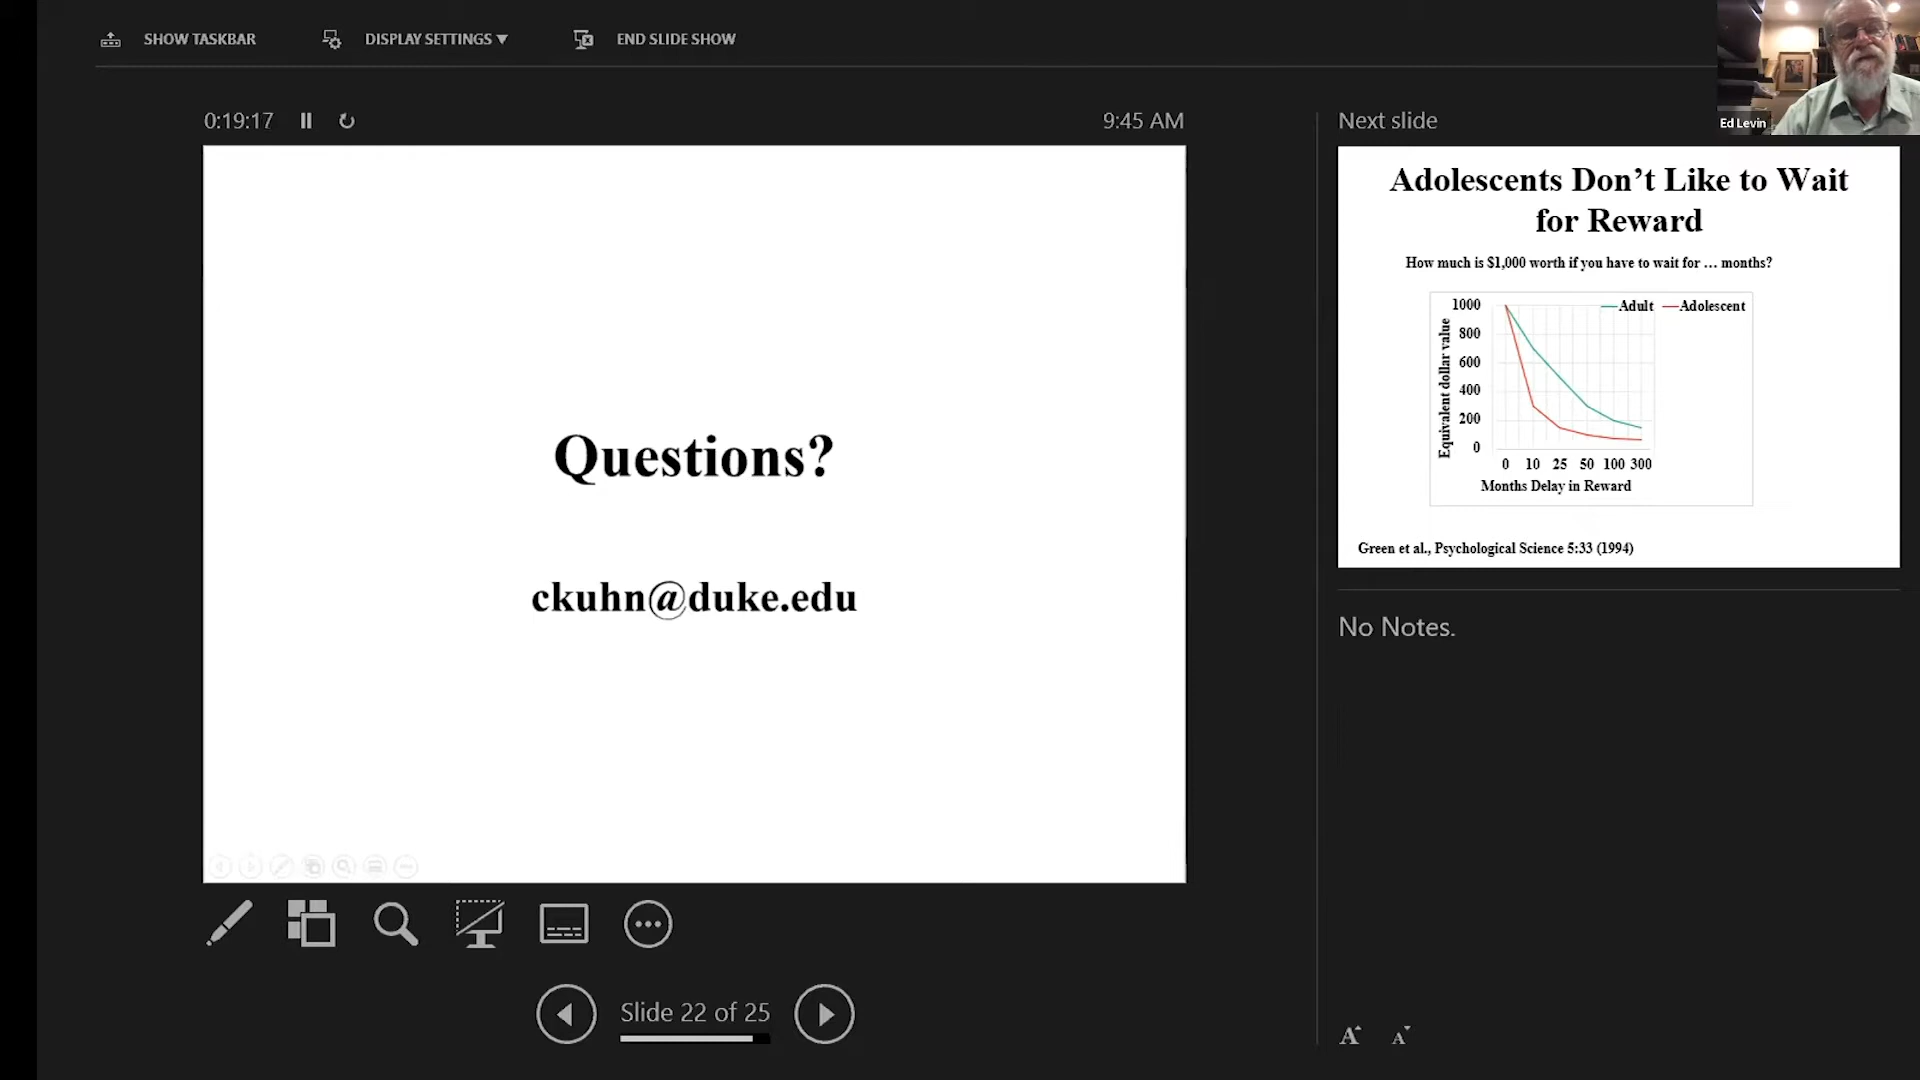 SHOW TASKBAR
DISPLAY SETTINGS ▼
END SLIDE SHOW
Ed Levin
0:19:17
9:45 AM
Next slide
Questions?
ckuhn@duke.edu
Adolescents Don’t Like to Wait
for Reward
How much is $1,000 worth if you have to wait for … months?
Adult
Adolescent
Equivalent dollar value
1000
800
600
400
200
0
0 10 25 50 100 300
Months Delay in Reward
Green et al., Psychological Science 5:33 (1994)
No Notes.
Slide 22 of 25
A A